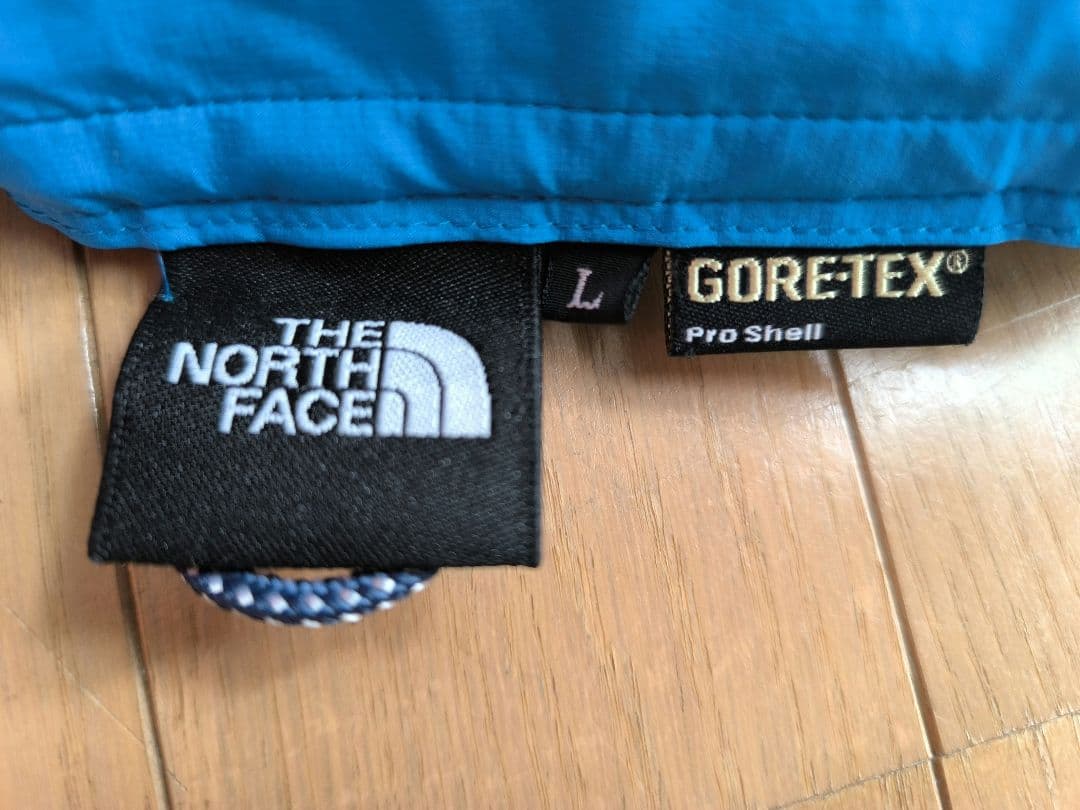 THE
NORTH
FACE
L
GORE-TEX®
Pro Shell